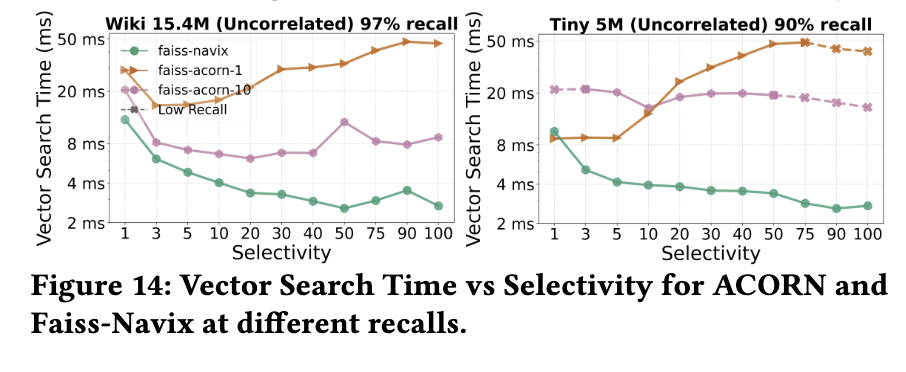 Wiki 15.4M (Uncorrelated) 97% recall
Vector Search Time (ms)
50 ms
20 ms
8 ms
4 ms
2 ms
faiss-navix
faiss-acorn-1
faiss-acorn-10
Low Recall
1 3 5 10 20 30 40 50 75 90 100
Selectivity
Tiny 5M (Uncorrelated) 90% recall
Vector Search Time (ms)
50 ms
20 ms
8 ms
4 ms
2 ms
1 3 5 10 20 30 40 50 75 90 100
Selectivity
Figure 14: Vector Search Time vs Selectivity for ACORN and
Faiss-Navix at different recalls.